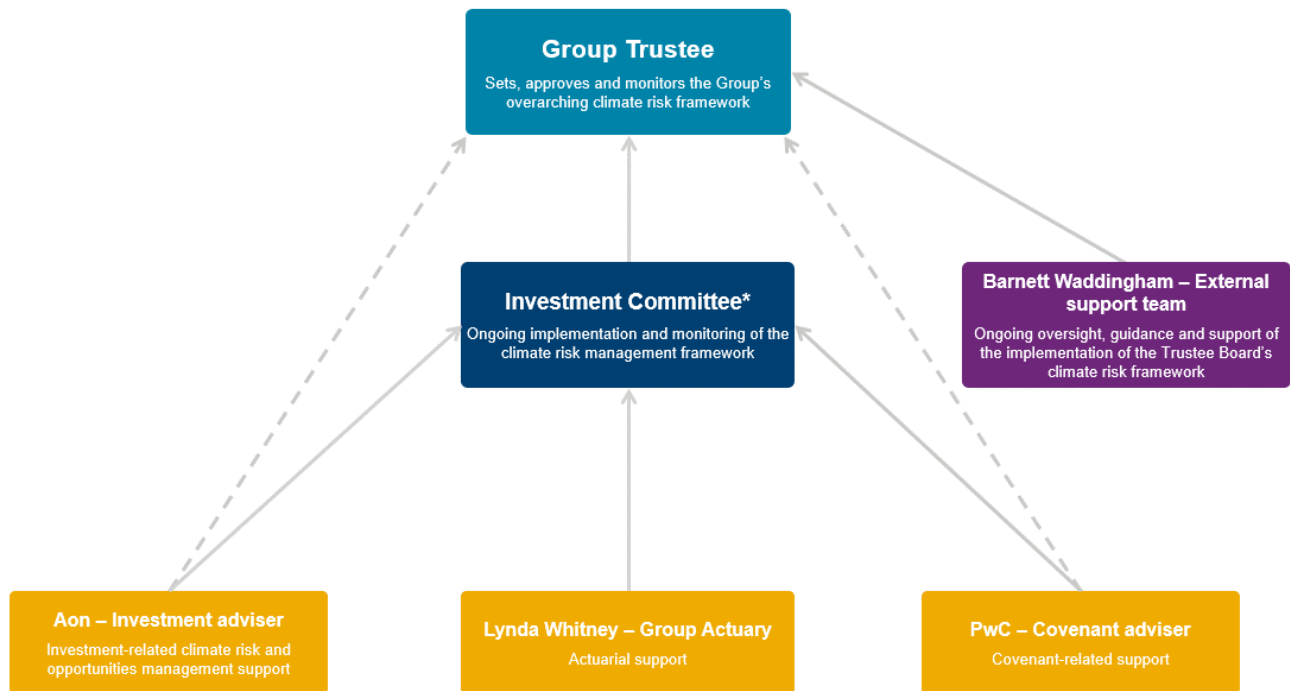 Group Trustee
Sets, approves and monitors the Group's
overarching climate risk framework
Investment Committee*
Ongoing implementation and monitoring of the
climate risk management framework
Barnett Waddingham – External
support team
Ongoing oversight, guidance and support of
the implementation of the Trustee Board's
climate risk framework
Aon – Investment adviser
Investment-related climate risk and
opportunities management support
Lynda Whitney – Group Actuary
Actuarial support
PwC – Covenant adviser
Covenant-related support